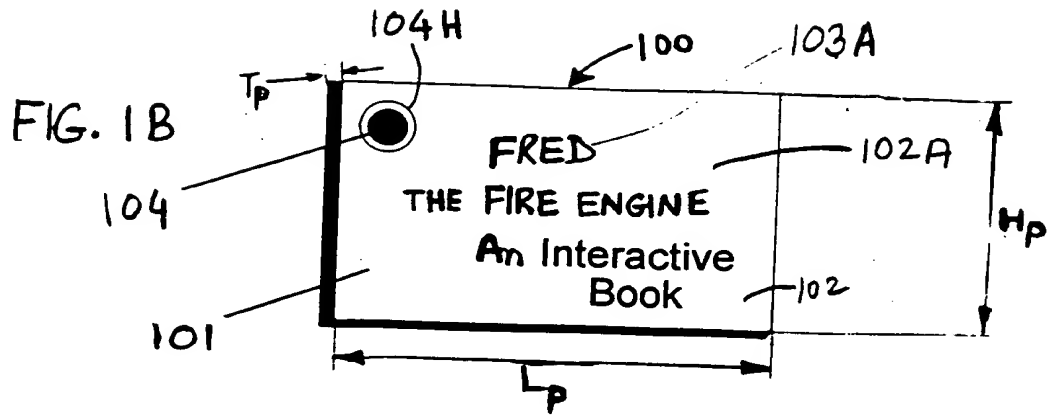 104H
100
103A
Tp
FIG. 1B
FRED
102A
104
THE FIRE ENGINE
Hp
An Interactive
Book
102
101
Lp